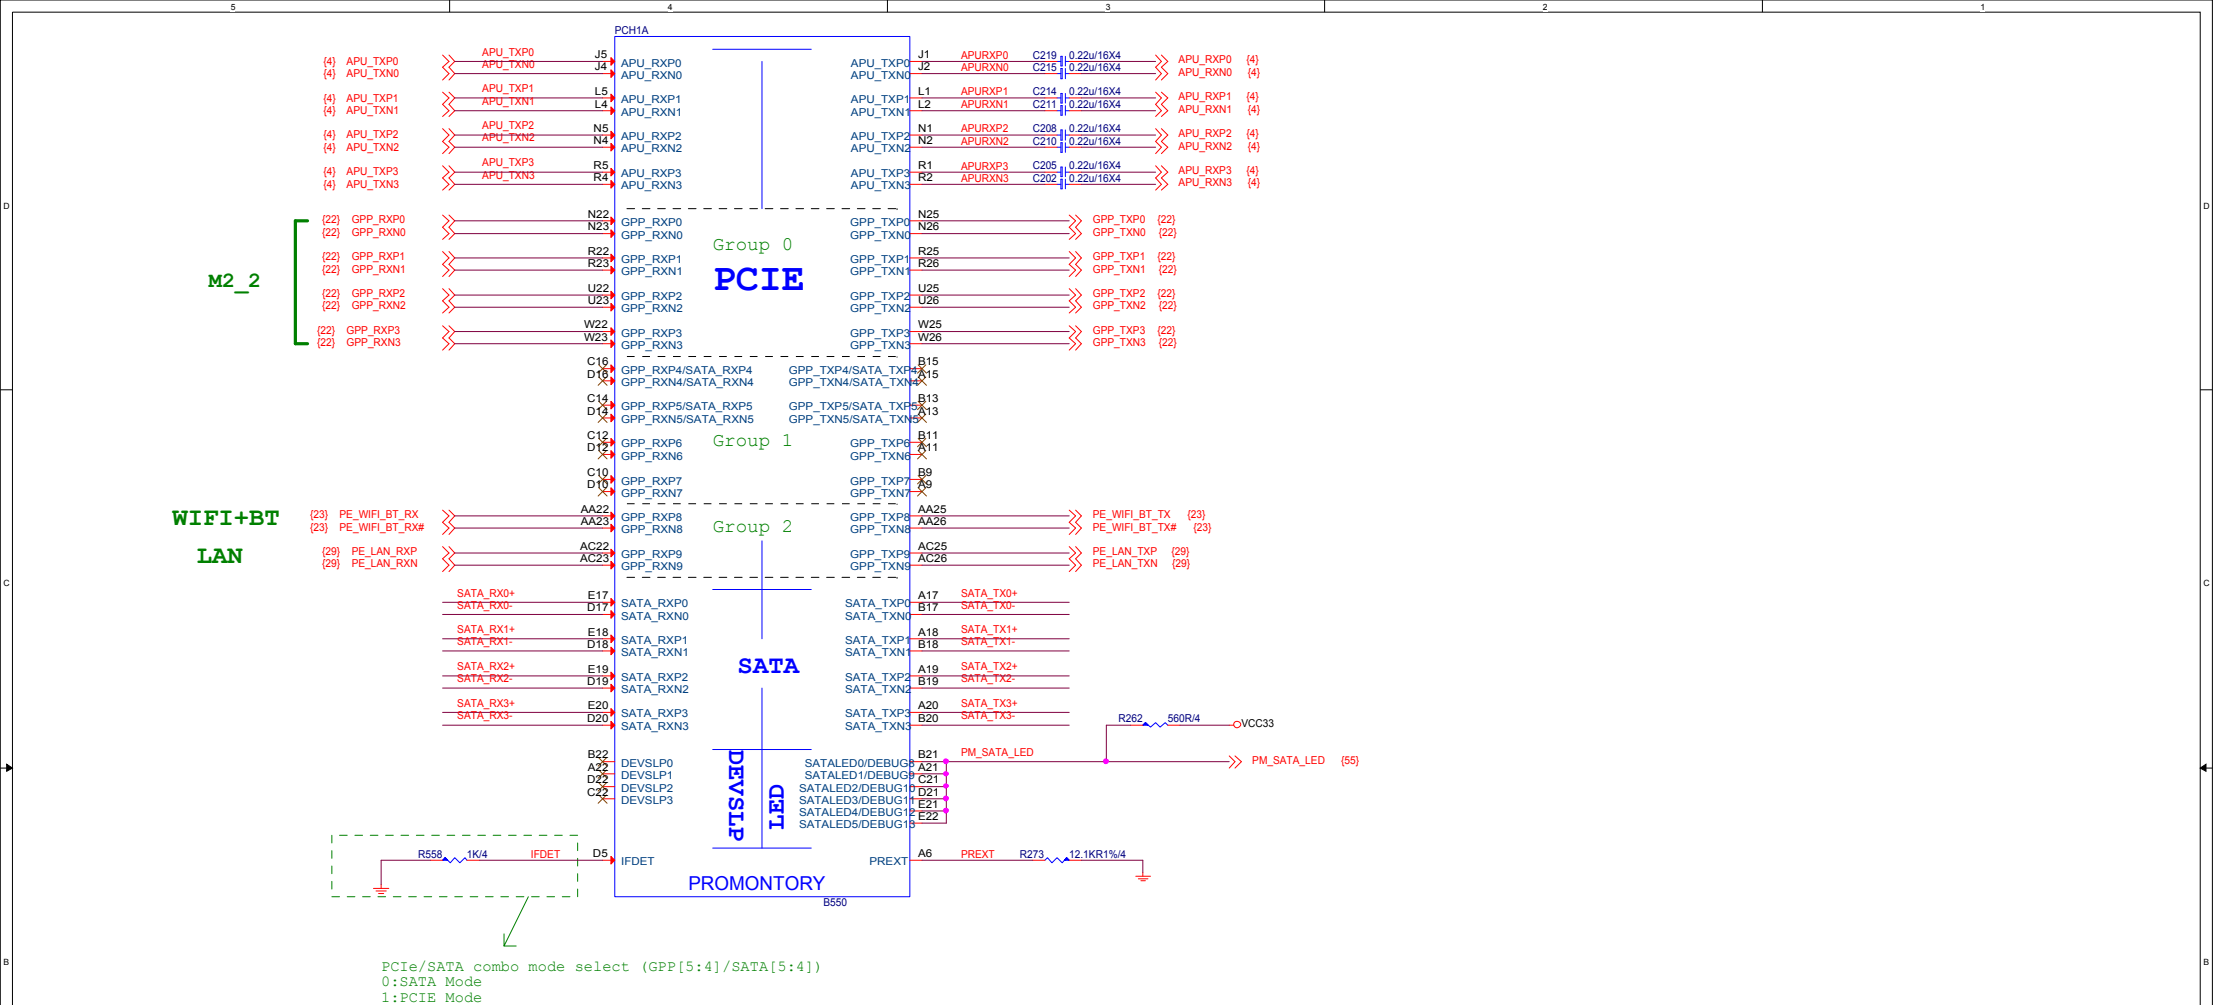 5 4 3 2 1
PCH1A
{4} APU_TXP0 APU_TXP0 J5 APU_RXP0 APU_TXP0 J1 APURXP0 C219 0.22u/16X4 APU_RXP0 {4}
{4} APU_TXN0 APU_TXN0 J4 APU_RXN0 APU_TXN0 J2 APURXN0 C215 0.22u/16X4 APU_RXN0 {4}
{4} APU_TXP1 APU_TXP1 L5 APU_RXP1 APU_TXP1 L1 APURXP1 C214 0.22u/16X4 APU_RXP1 {4}
{4} APU_TXN1 APU_TXN1 L4 APU_RXN1 APU_TXN1 L2 APURXN1 C211 0.22u/16X4 APU_RXN1 {4}
{4} APU_TXP2 APU_TXP2 N5 APU_RXP2 APU_TXP2 N1 APURXP2 C208 0.22u/16X4 APU_RXP2 {4}
{4} APU_TXN2 APU_TXN2 N4 APU_RXN2 APU_TXN2 N2 APURXN2 C210 0.22u/16X4 APU_RXN2 {4}
{4} APU_TXP3 APU_TXP3 R5 APU_RXP3 APU_TXP3 R1 APURXP3 C205 0.22u/16X4 APU_RXP3 {4}
{4} APU_TXN3 APU_TXN3 R4 APU_RXN3 APU_TXN3 R2 APURXN3 C202 0.22u/16X4 APU_RXN3 {4}
D D
{22} GPP_RXP0 N22 GPP_RXP0 GPP_TXP0 N25 GPP_TXP0 {22}
{22} GPP_RXN0 N23 GPP_RXN0 GPP_TXN0 N26 GPP_TXN0 {22}
Group 0
{22} GPP_RXP1 R22 GPP_RXP1 GPP_TXP1 R25 GPP_TXP1 {22}
{22} GPP_RXN1 R23 GPP_RXN1 GPP_TXN1 R26 GPP_TXN1 {22}
M2_2 PCIE
{22} GPP_RXP2 U22 GPP_RXP2 GPP_TXP2 U25 GPP_TXP2 {22}
{22} GPP_RXN2 U23 GPP_RXN2 GPP_TXN2 U26 GPP_TXN2 {22}
{22} GPP_RXP3 W22 GPP_RXP3 GPP_TXP3 W25 GPP_TXP3 {22}
{22} GPP_RXN3 W23 GPP_RXN3 GPP_TXN3 W26 GPP_TXN3 {22}
C16 GPP_RXP4/SATA_RXP4 GPP_TXP4/SATA_TXP4 B15
D16 GPP_RXN4/SATA_RXN4 GPP_TXN4/SATA_TXN4 A15
C14 GPP_RXP5/SATA_RXP5 GPP_TXP5/SATA_TXP5 B13
D14 GPP_RXN5/SATA_RXN5 GPP_TXN5/SATA_TXN5 A13
C12 GPP_RXP6 Group 1 GPP_TXP6 B11
D12 GPP_RXN6 GPP_TXN6 A11
C10 GPP_RXP7 GPP_TXP7 B9
D10 GPP_RXN7 GPP_TXN7 A9
WIFI+BT {23} PE_WIFI_BT_RX AA22 GPP_RXP8 GPP_TXP8 AA25 PE_WIFI_BT_TX {23}
{23} PE_WIFI_BT_RX# AA23 GPP_RXN8 Group 2 GPP_TXN8 AA26 PE_WIFI_BT_TX# {23}
LAN {29} PE_LAN_RXP AC22 GPP_RXP9 GPP_TXP9 AC25 PE_LAN_TXP {29}
{29} PE_LAN_RXN AC23 GPP_RXN9 GPP_TXN9 AC26 PE_LAN_TXN {29}
C C
SATA_RX0+ E17 SATA_RXP0 SATA_TXP0 A17 SATA_TX0+
SATA_RX0- D17 SATA_RXN0 SATA_TXN0 B17 SATA_TX0-
SATA_RX1+ E18 SATA_RXP1 SATA_TXP1 A18 SATA_TX1+
SATA_RX1- D18 SATA_RXN1 SATA_TXN1 B18 SATA_TX1-
SATA
SATA_RX2+ E19 SATA_RXP2 SATA_TXP2 A19 SATA_TX2+
SATA_RX2- D19 SATA_RXN2 SATA_TXN2 B19 SATA_TX2-
SATA_RX3+ E20 SATA_RXP3 SATA_TXP3 A20 SATA_TX3+
SATA_RX3- D20 SATA_RXN3 SATA_TXN3 B20 SATA_TX3- R262 560R/4 VCC33
B22 DEVSLP0 SATALED0/DEBUG8 B21 PM_SATA_LED PM_SATA_LED {55}
A22 DEVSLP1 SATALED1/DEBUG9 A21
D22 DEVSLP2 SATALED2/DEBUG10 C21
C22 DEVSLP3 SATALED3/DEBUG11 D21
SATALED4/DEBUG12 E21
SATALED5/DEBUG13 E22
DEVSLP
LED
R558 1K/4 IFDET D5 IFDET PREXT A6 PREXT R273 12.1KR1%/4
PROMONTORY
B550
B B
PCIe/SATA combo mode select (GPP[5:4]/SATA[5:4])
0:SATA Mode
1:PCIE Mode